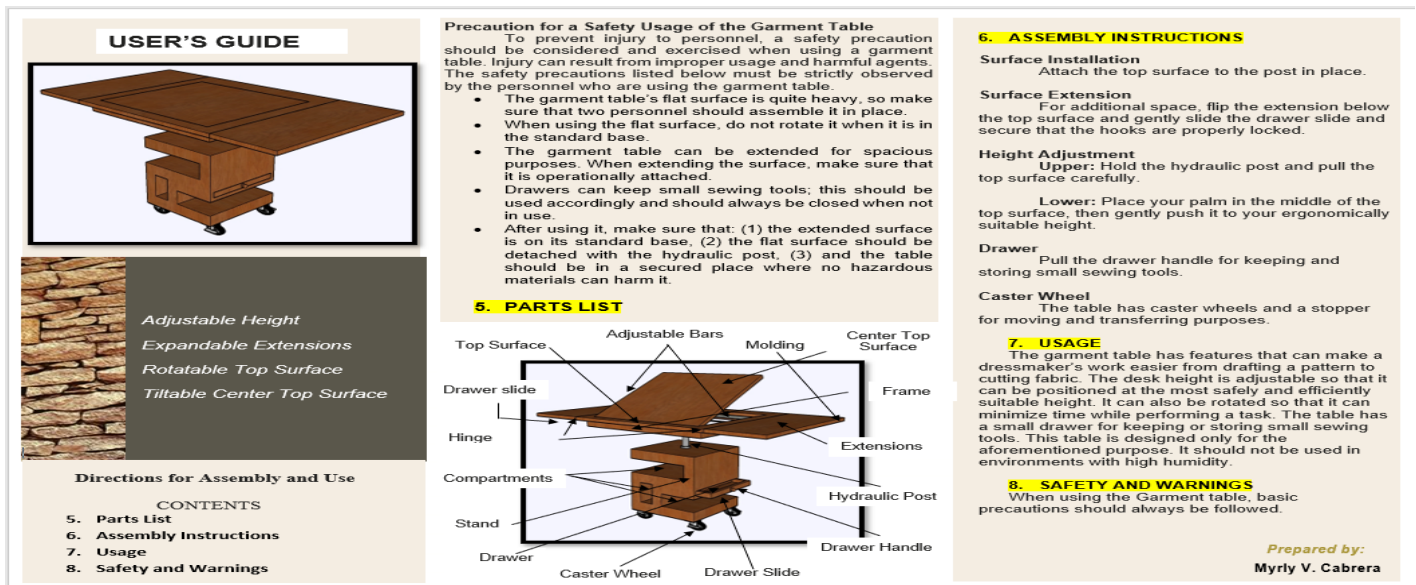 USER'S GUIDE
Adjustable Height
Expandable Extensions
Rotatable Top Surface
Tiltable Center Top Surface
Directions for Assembly and Use
CONTENTS
5. Parts List
6. Assembly Instructions
7. Usage
8. Safety and Warnings
Precaution for a Safety Usage of the Garment Table
To prevent injury to personnel, a safety precaution
should be considered and exercised when using a garment
table. Injury can result from improper usage and harmful agents.
The safety precautions listed below must be strictly observed
by the personnel who are using the garment table.
• The garment table's flat surface is quite heavy, so make
sure that two personnel should assemble it in place.
• When using the flat surface, do not rotate it when it is in
the standard base.
• The garment table can be extended for spacious
purposes. When extending the surface, make sure that
it is operationally attached.
• Drawers can keep small sewing tools; this should be
used accordingly and should always be closed when not
in use.
• After using it, make sure that: (1) the extended surface
is on its standard base, (2) the flat surface should be
detached with the hydraulic post, (3) and the table
should be in a secured place where no hazardous
materials can harm it.
5. PARTS LIST
Top Surface
Adjustable Bars
Molding
Center Top
Surface
Drawer slide
Frame
Hinge
Extensions
Compartments
Hydraulic Post
Stand
Drawer
Drawer Handle
Caster Wheel
Drawer Slide
6. ASSEMBLY INSTRUCTIONS
Surface Installation
Attach the top surface to the post in place.
Surface Extension
For additional space, flip the extension below
the top surface and gently slide the drawer slide and
secure that the hooks are properly locked.
Height Adjustment
Upper: Hold the hydraulic post and pull the
top surface carefully.
Lower: Place your palm in the middle of the
top surface, then gently push it to your ergonomically
suitable height.
Drawer
Pull the drawer handle for keeping and
storing small sewing tools.
Caster Wheel
The table has caster wheels and a stopper
for moving and transferring purposes.
7. USAGE
The garment table has features that can make a
dressmaker's work easier from drafting a pattern to
cutting fabric. The desk height is adjustable so that it
can be positioned at the most safely and efficiently
suitable height. It can also be rotated so that it can
minimize time while performing a task. The table has
a small drawer for keeping or storing small sewing
tools. This table is designed only for the
aforementioned purpose. It should not be used in
environments with high humidity.
8. SAFETY AND WARNINGS
When using the Garment table, basic
precautions should always be followed.
Prepared by:
Myrly V. Cabrera